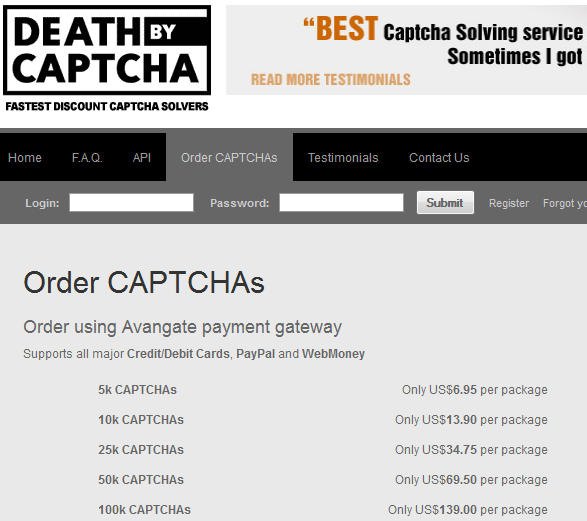 DEATH BY
CAPTCHA
FASTEST DISCOUNT CAPTCHA SOLVERS
“BEST Captcha Solving service
Sometimes I got
READ MORE TESTIMONIALS
Home F.A.Q. API Order CAPTCHAs Testimonials Contact Us
Login: Password: Submit Register Forgot yo
Order CAPTCHAs
Order using Avangate payment gateway
Supports all major Credit/Debit Cards, PayPal and WebMoney
5k CAPTCHAs Only US$6.95 per package
10k CAPTCHAs Only US$13.90 per package
25k CAPTCHAs Only US$34.75 per package
50k CAPTCHAs Only US$69.50 per package
100k CAPTCHAs Only US$139.00 per package